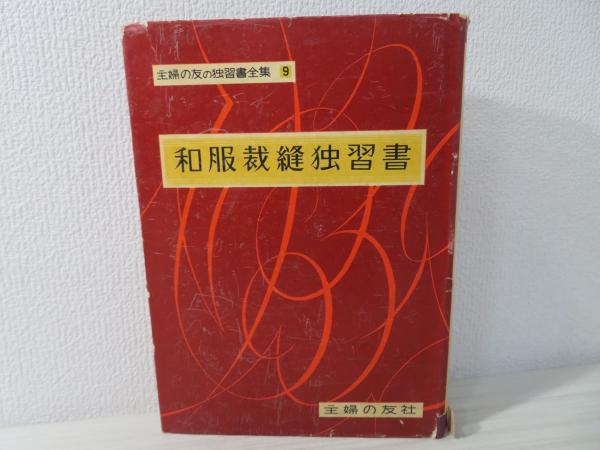 主婦の友の独習書全集 9
和服裁縫独習書
主婦の友社